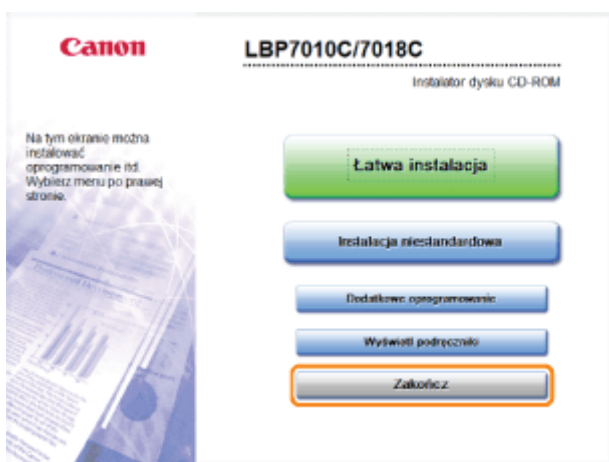 Canon
LBP7010C/7018C
Instalator dysku CD-ROM
Na tym ekranie można
instalować
oprogramowanie itd.
Wybierz menu po prawej
stronie.
Łatwa instalacja
Instalacja niestandardowa
Dodatkowe oprogramowanie
Wyświetl podręczniki
Zakończ